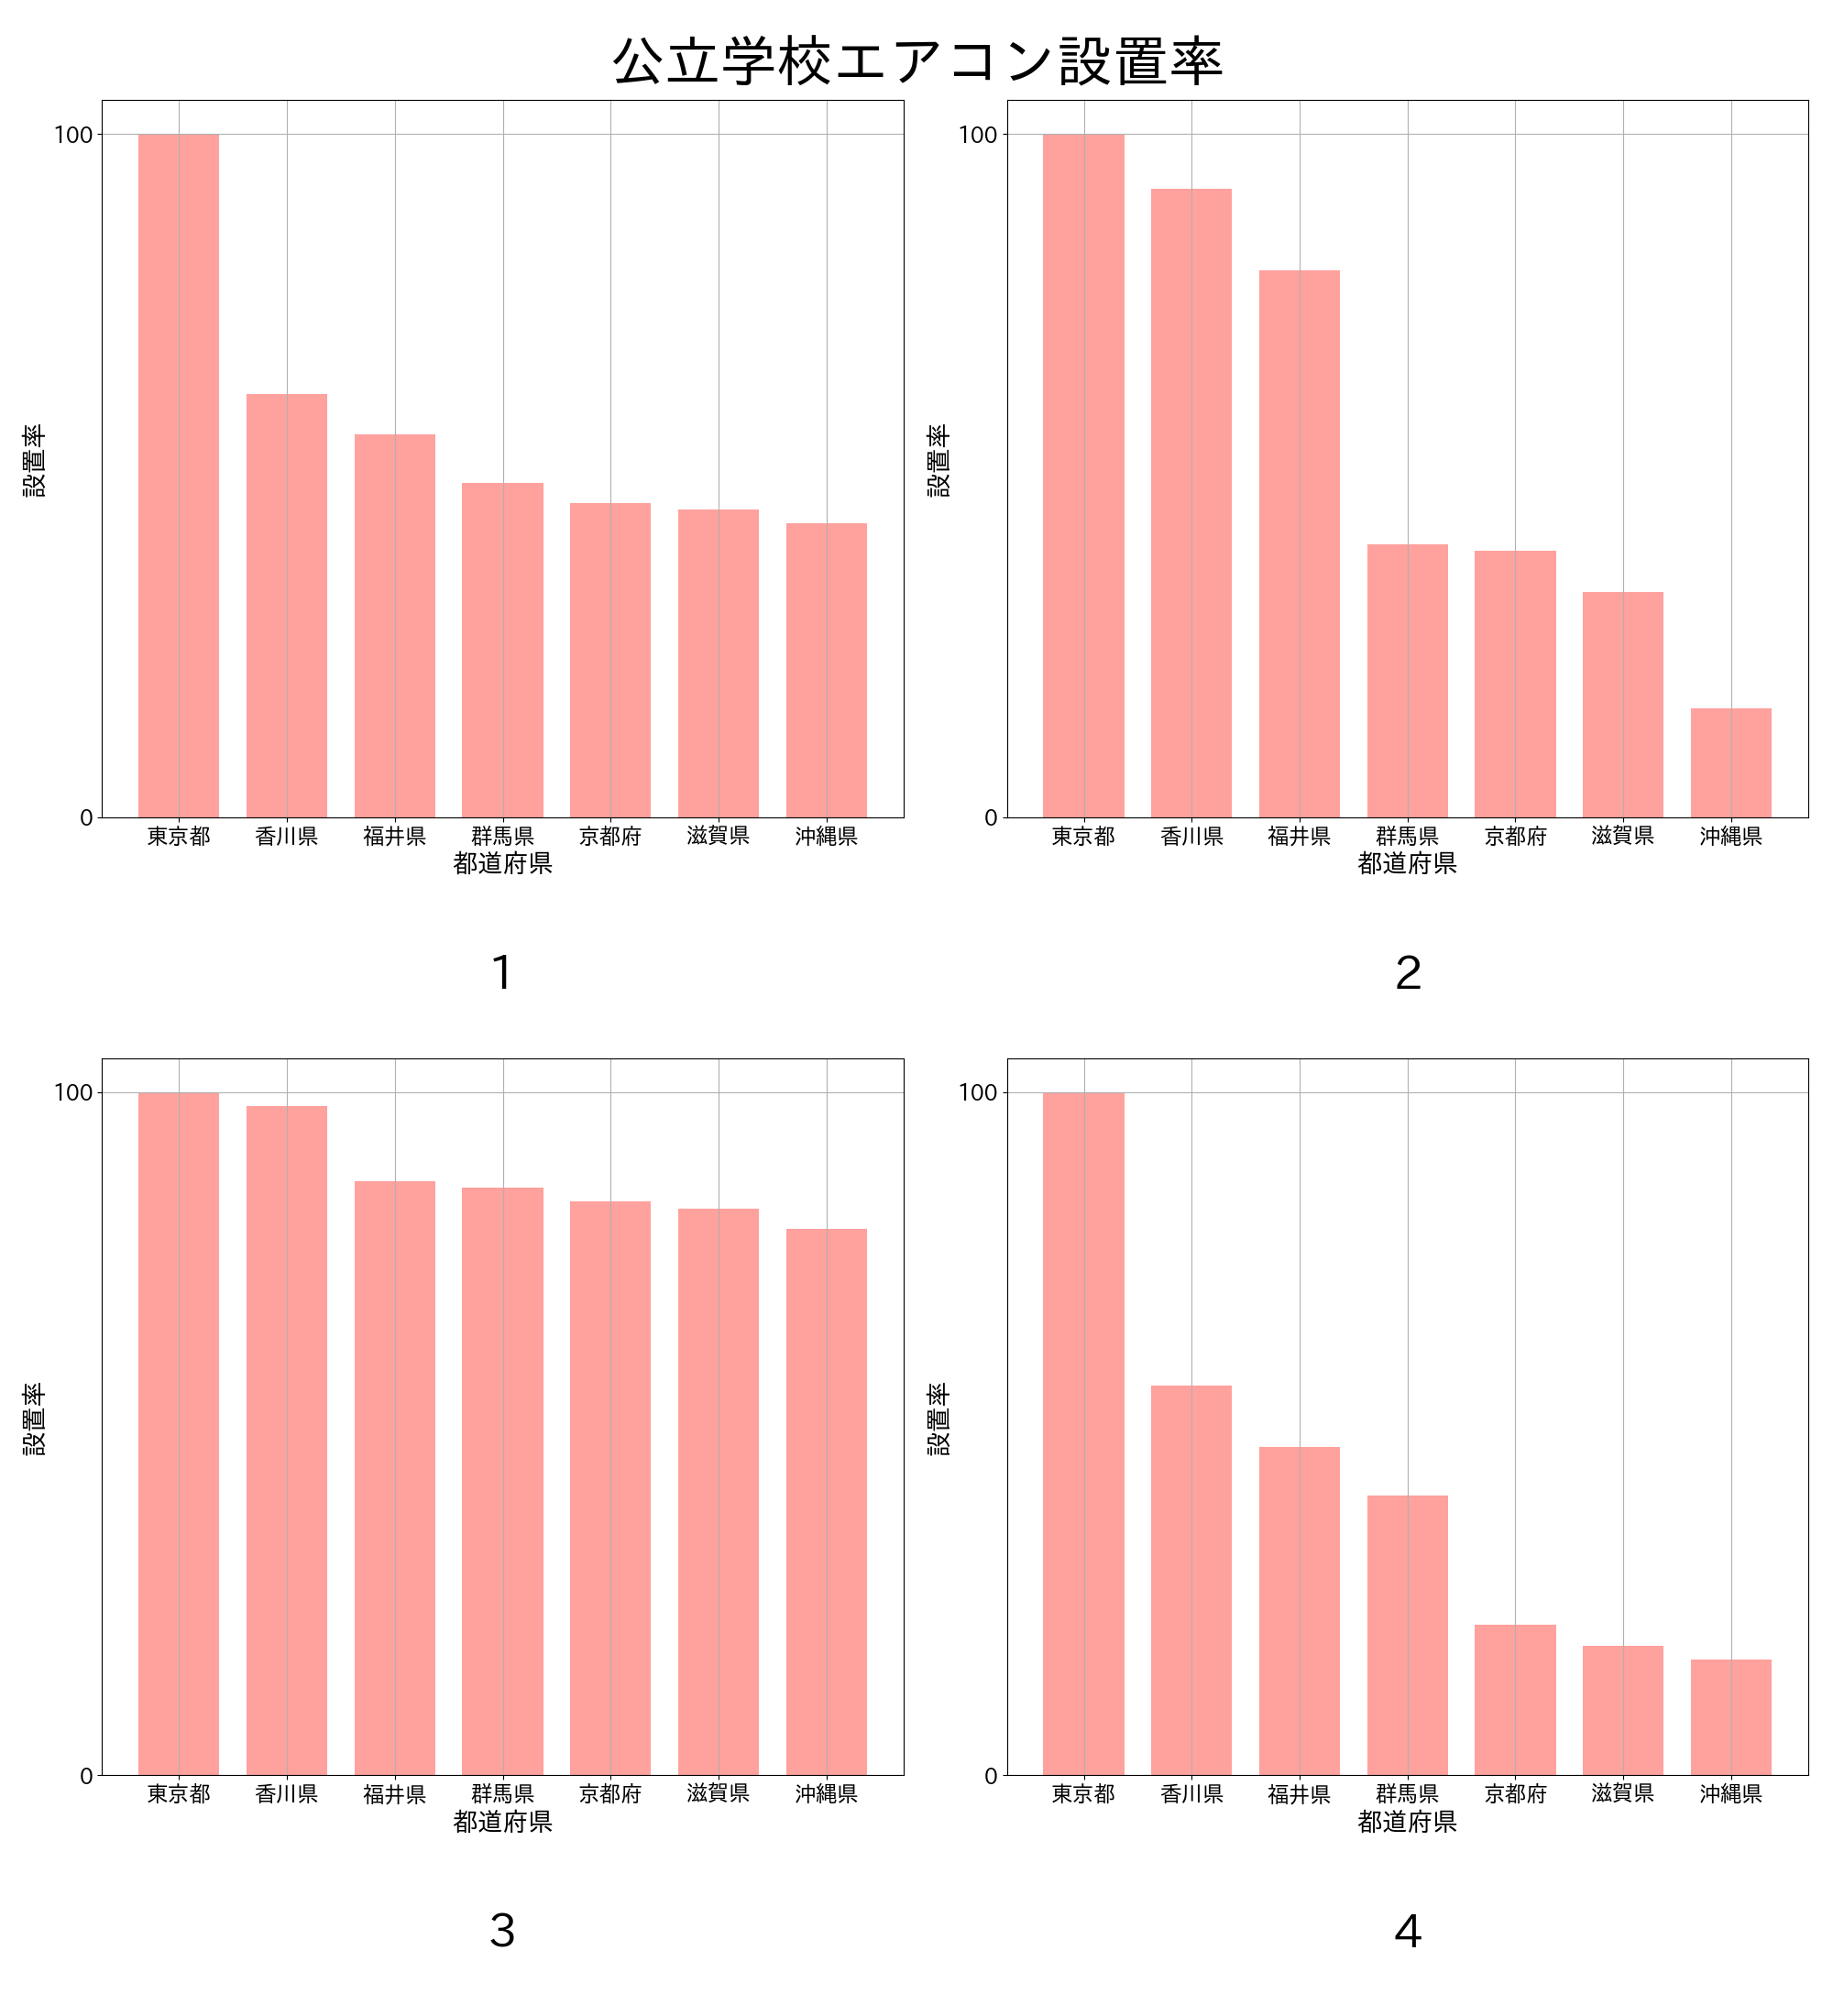 公立学校エアコン設置率
100
設置率
0
東京都 香川県 福井県 群馬県 京都府 滋賀県 沖縄県
都道府県
1
100
設置率
0
東京都 香川県 福井県 群馬県 京都府 滋賀県 沖縄県
都道府県
2
100
設置率
0
東京都 香川県 福井県 群馬県 京都府 滋賀県 沖縄県
都道府県
3
100
設置率
0
東京都 香川県 福井県 群馬県 京都府 滋賀県 沖縄県
都道府県
4